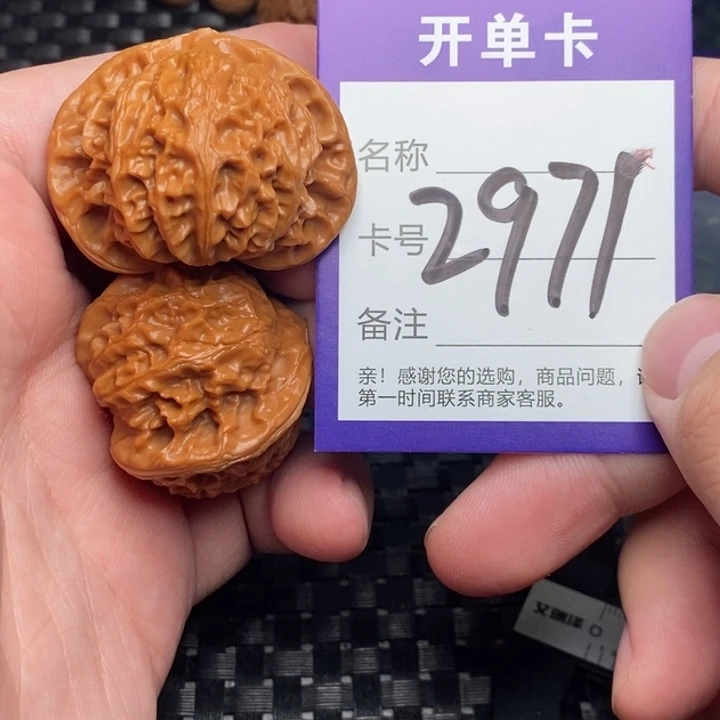 开单卡
名称
卡号 2971
备注
亲！感谢您的选购，商品问题，
第一时间联系商家客服。